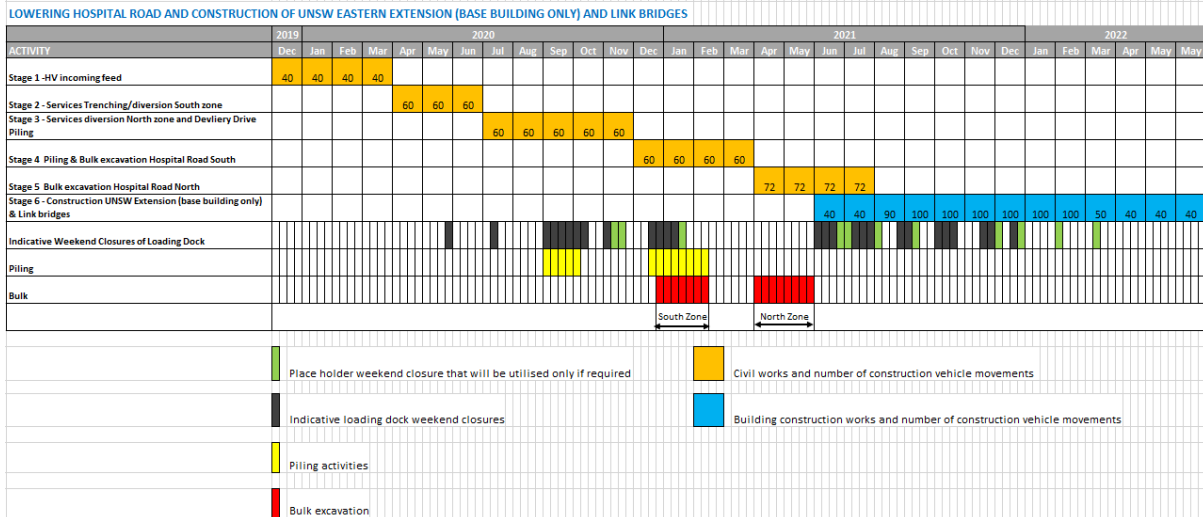 LOWERING HOSPITAL ROAD AND CONSTRUCTION OF UNSW EASTERN EXTENSION (BASE BUILDING ONLY) AND LINK BRIDGES
2019 2020 2021 2022
ACTIVITY Dec Jan Feb Mar Apr May Jun Jul Aug Sep Oct Nov Dec Jan Feb Mar Apr May Jun Jul Aug Sep Oct Nov Dec Jan Feb Mar Apr May May
Stage 1 -HV incoming feed 40 40 40 40
Stage 2 - Services Trenching/diversion South zone 60 60 60
Stage 3 - Services diversion North zone and Devliery Drive
Piling 60 60 60 60 60
Stage 4 Piling & Bulk excavation Hospital Road South 60 60 60 60
Stage 5 Bulk excavation Hospital Road North 72 72 72 72
Stage 6 - Construction UNSW Extension (base building only)
& Link bridges 40 40 90 100 100 100 100 100 100 50 40 40 40
Indicative Weekend Closures of Loading Dock
Piling
Bulk
South Zone North Zone
Place holder weekend closure that will be utilised only if required
Civil works and number of construction vehicle movements
Indicative loading dock weekend closures
Building construction works and number of construction vehicle movements
Piling activities
Bulk excavation